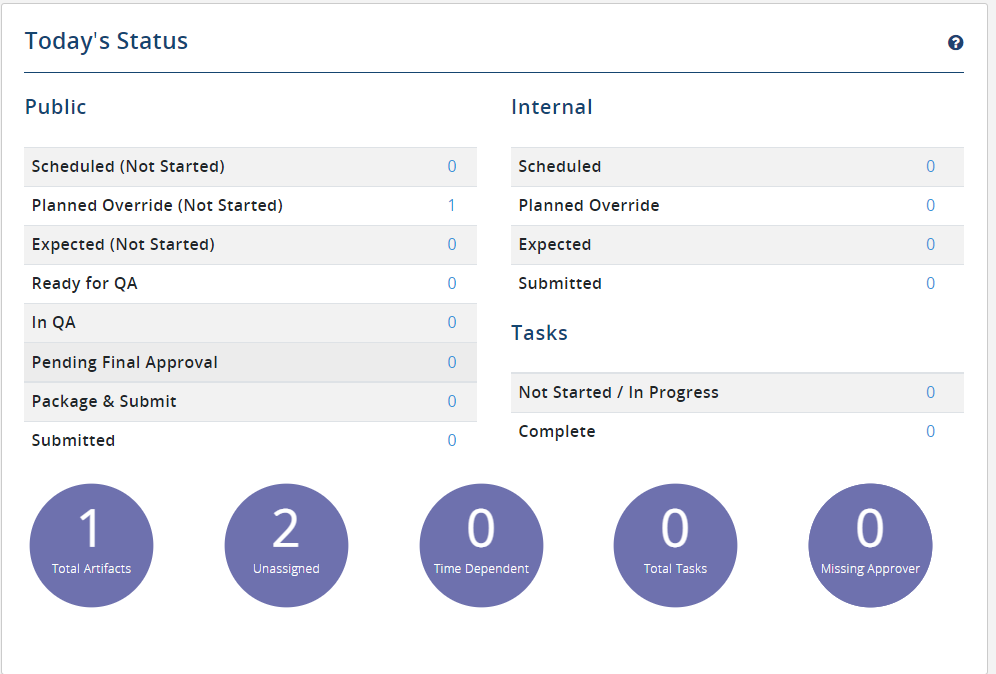 Today's Status
?
Public
Scheduled (Not Started) 0
Planned Override (Not Started) 1
Expected (Not Started) 0
Ready for QA 0
In QA 0
Pending Final Approval 0
Package & Submit 0
Submitted 0
Internal
Scheduled 0
Planned Override 0
Expected 0
Submitted 0
Tasks
Not Started / In Progress 0
Complete 0
1
Total Artifacts
2
Unassigned
0
Time Dependent
0
Total Tasks
0
Missing Approver